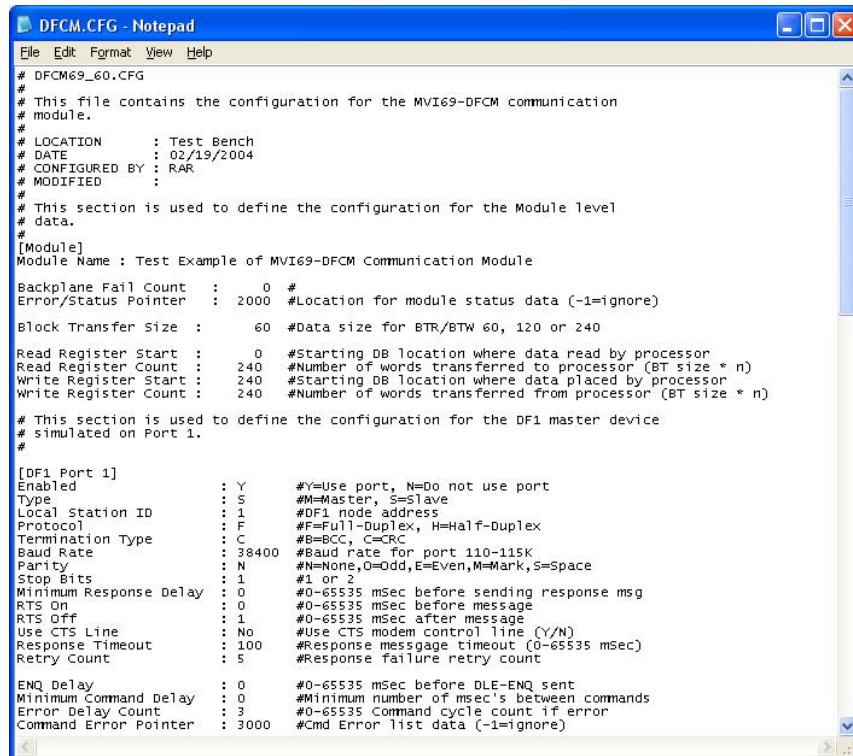 DFCM.CFG - Notepad
File Edit Format View Help
# DFCM69_60.CFG
#
# This file contains the configuration for the MVI69-DFCM communication
# module.
#
# LOCATION : Test Bench
# DATE : 02/19/2004
# CONFIGURED BY : RAR
# MODIFIED :
#
# This section is used to define the configuration for the Module level
# data.
#
[Module]
Module Name : Test Example of MVI69-DFCM Communication Module
Backplane Fail Count : 0 #
Error/Status Pointer : 2000 #Location for module status data (-1=ignore)
Block Transfer Size : 60 #Data size for BTR/BTW 60, 120 or 240
Read Register Start : 0 #Starting DB location where data read by processor
Read Register Count : 240 #Number of words transferred to processor (BT size * n)
Write Register Start : 240 #Starting DB location where data placed by processor
Write Register Count : 240 #Number of words transferred from processor (BT size * n)
# This section is used to define the configuration for the DF1 master device
# simulated on Port 1.
#
[DF1 Port 1]
Enabled : Y #Y=Use port, N=Do not use port
Type : S #M=Master, S=Slave
Local Station ID : 1 #DF1 node address
Protocol : F #F=Full-Duplex, H=Half-Duplex
Termination Type : C #B=BCC, C=CRC
Baud Rate : 38400 #Baud rate for port 110-115K
Parity : N #N=None,O=Odd,E=Even,M=Mark,S=Space
Stop Bits : 1 #1 or 2
Minimum Response Delay : 0 #0-65535 mSec before sending response msg
RTS On : 0 #0-65535 mSec before message
RTS Off : 1 #0-65535 mSec after message
Use CTS Line : No #Use CTS modem control line (Y/N)
Response Timeout : 100 #Response messgage timeout (0-65535 mSec)
Retry Count : 5 #Response failure retry count
ENQ Delay : 0 #0-65535 mSec before DLE-ENQ sent
Minimum Command Delay : 0 #Minimum number of msec's between commands
Error Delay Count : 3 #0-65535 Command cycle count if error
Command Error Pointer : 3000 #Cmd Error list data (-1=ignore)